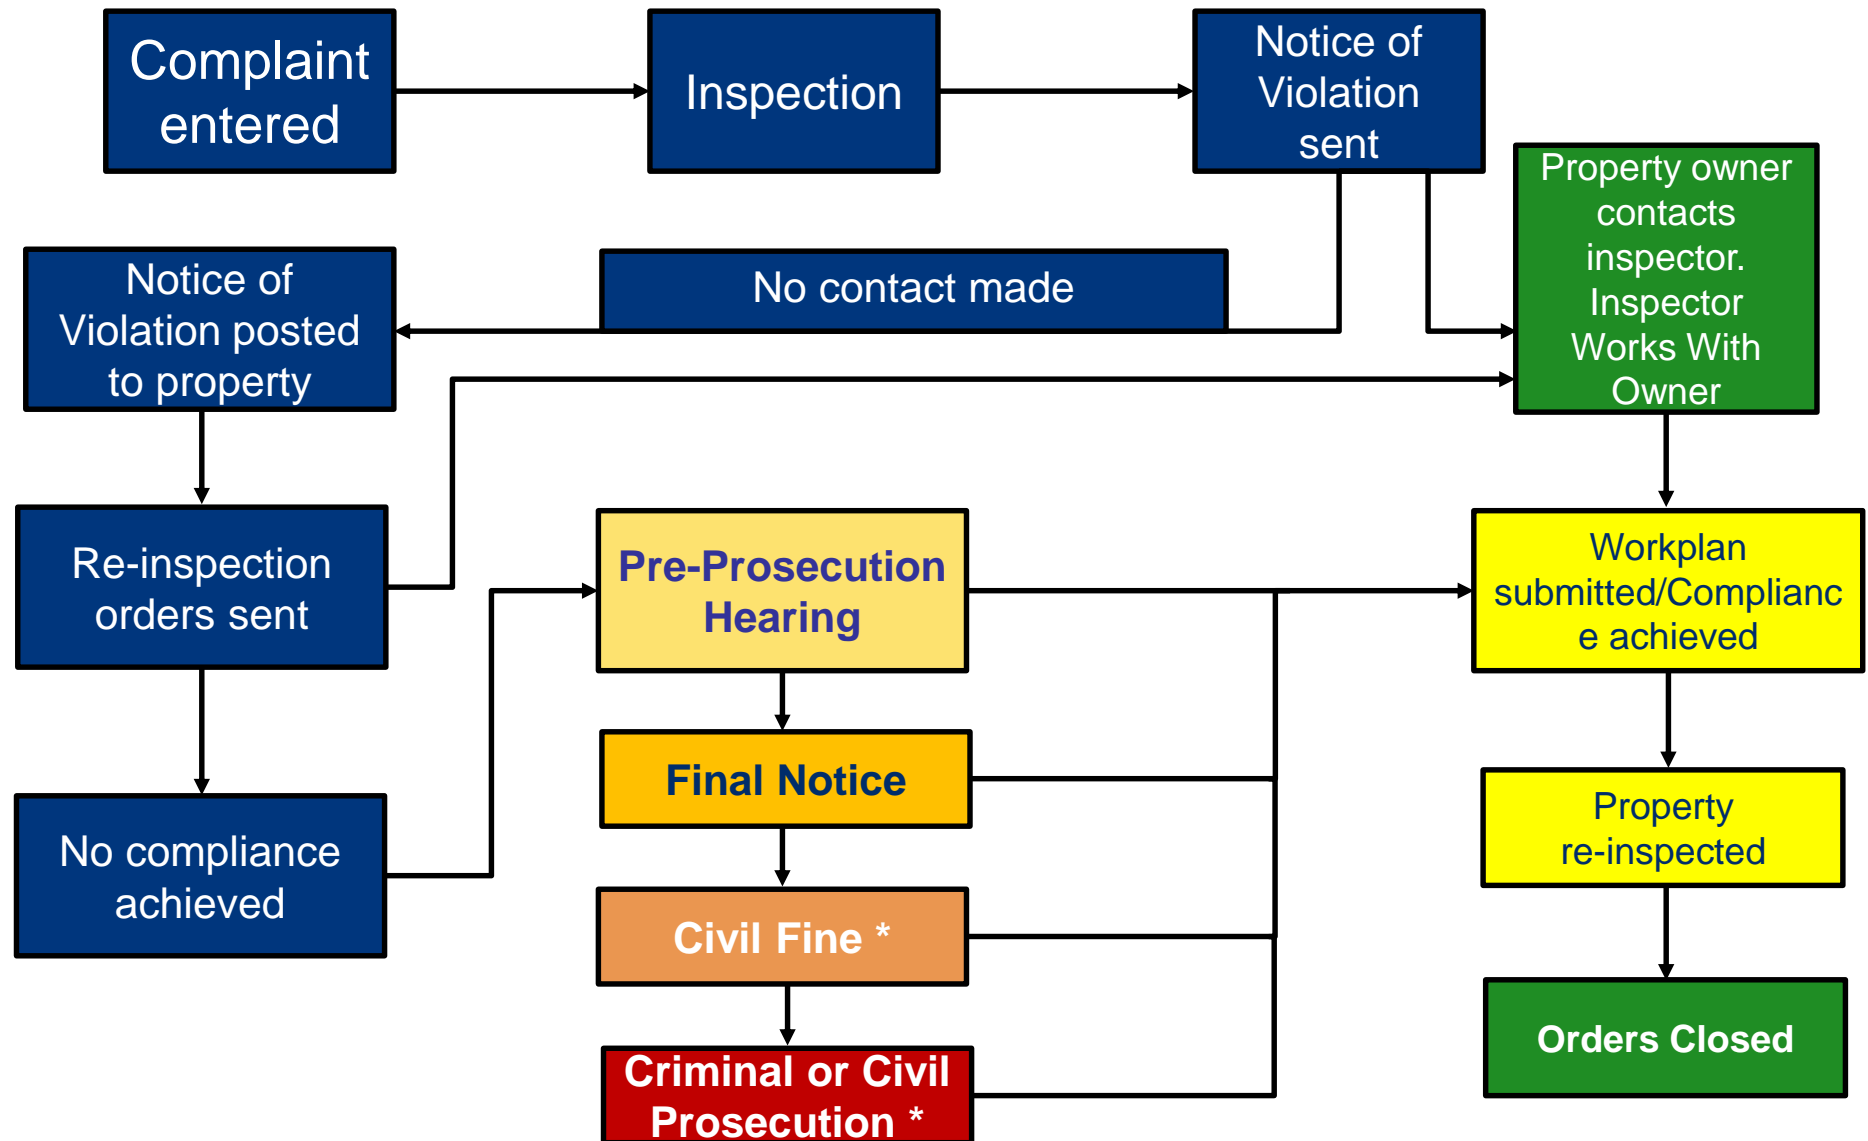 Complaint
entered
Inspection
Notice of
Violation
sent
Property owner
contacts
inspector.
Inspector
Works With
Owner
No contact made
Notice of
Violation posted
to property
Re-inspection
orders sent
Pre-Prosecution
Hearing
Workplan
submitted/Complianc
e achieved
Final Notice
No compliance
achieved
Property
re-inspected
Civil Fine *
Orders Closed
Criminal or Civil
Prosecution *